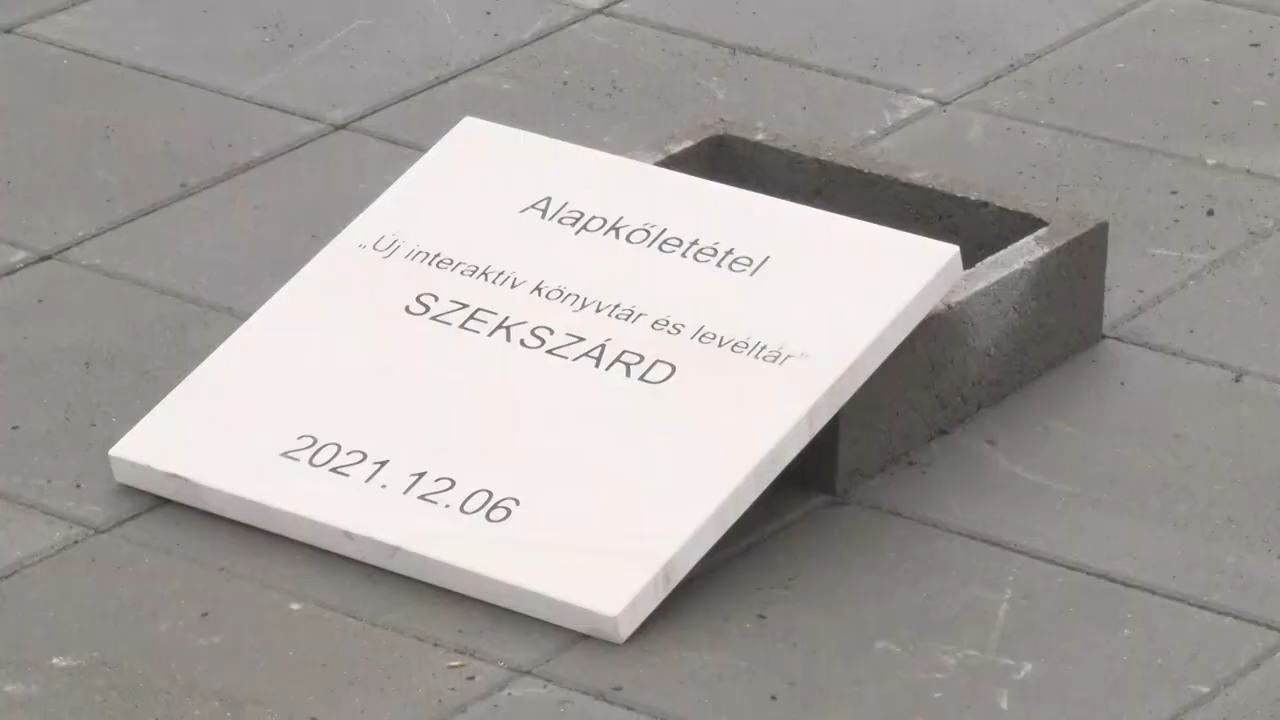 Alapkőletétel
„Új interaktív könyvtár és levéltár”
SZEKSZÁRD
2021.12.06